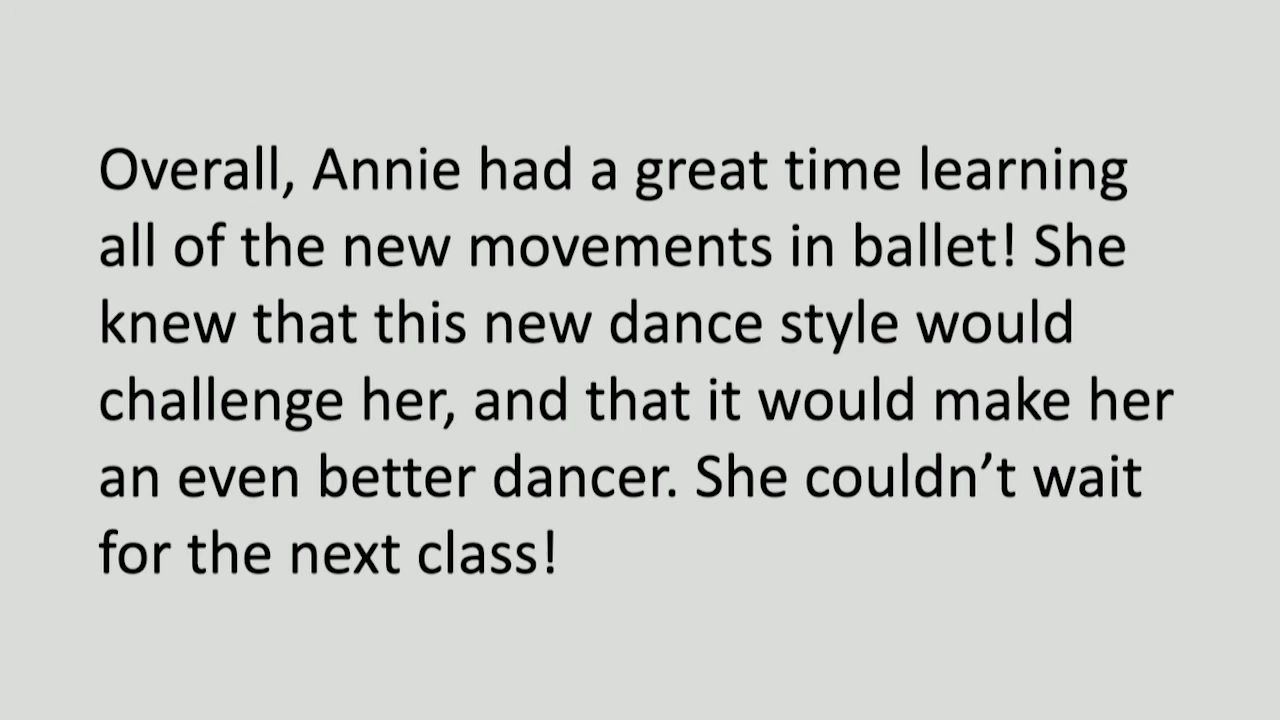 Overall, Annie had a great time learning
all of the new movements in ballet! She
knew that this new dance style would
challenge her, and that it would make her
an even better dancer. She couldn’t wait
for the next class!